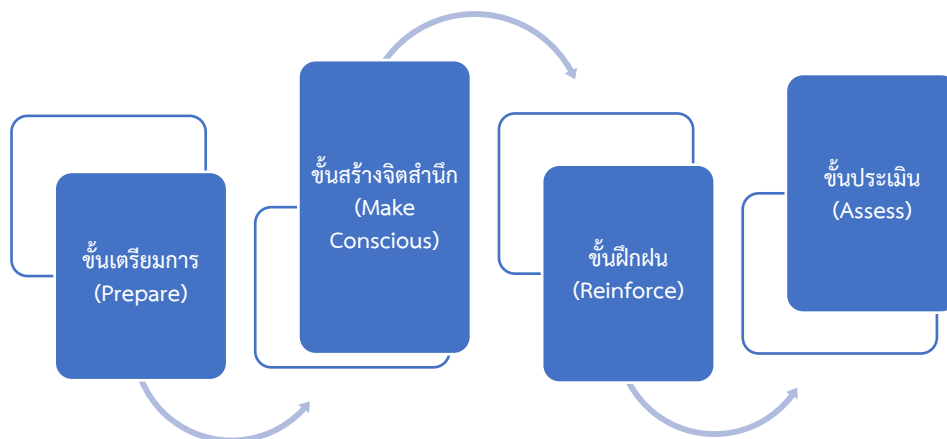 ขั้นเตรียมการ
(Prepare)
ขั้นสร้างจิตสำนึก
(Make
Conscious)
ขั้นฝึกฝน
(Reinforce)
ขั้นประเมิน
(Assess)